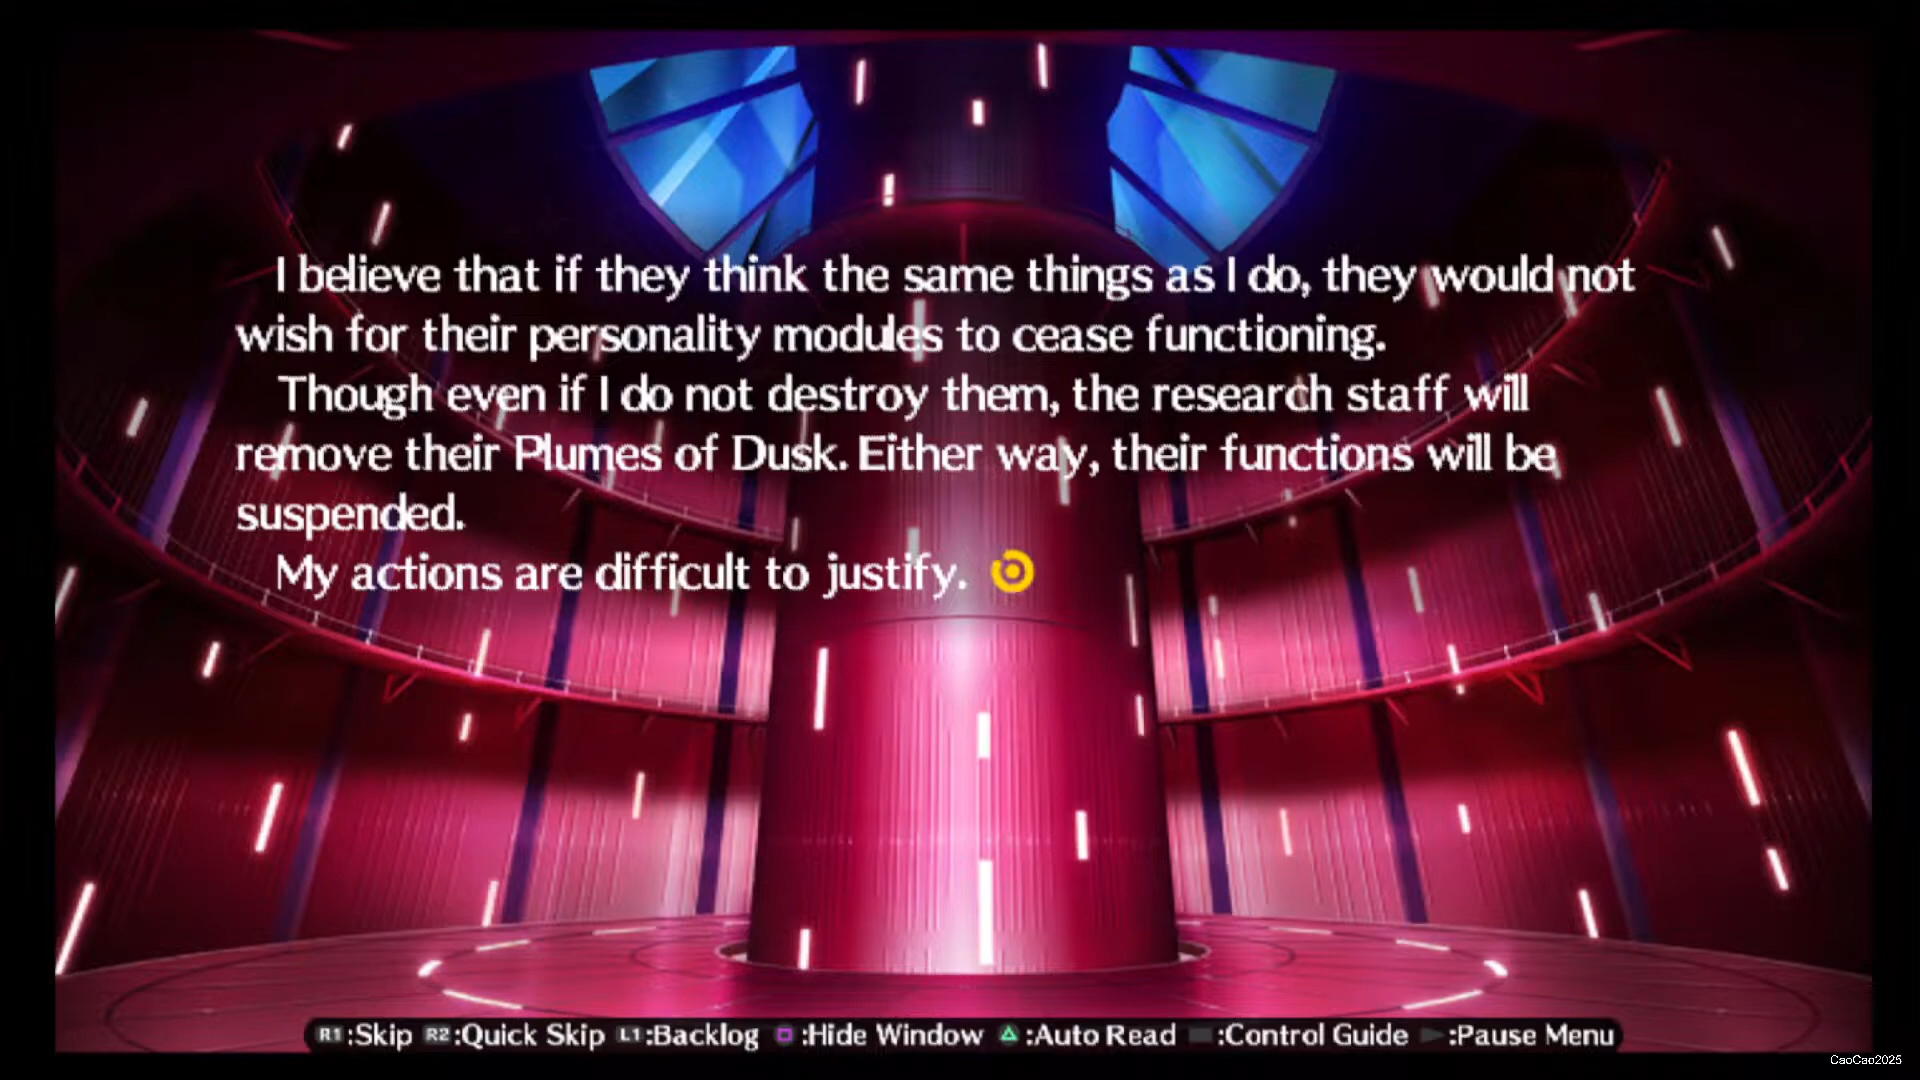 I believe that if they think the same things as I do, they would not
wish for their personality modules to cease functioning.
Though even if I do not destroy them, the research staff will
remove their Plumes of Dusk. Either way, their functions will be
suspended.
My actions are difficult to justify.
R1:Skip R2:Quick Skip L1:Backlog :Hide Window :Auto Read :Control Guide :Pause Menu
CaoCao2025